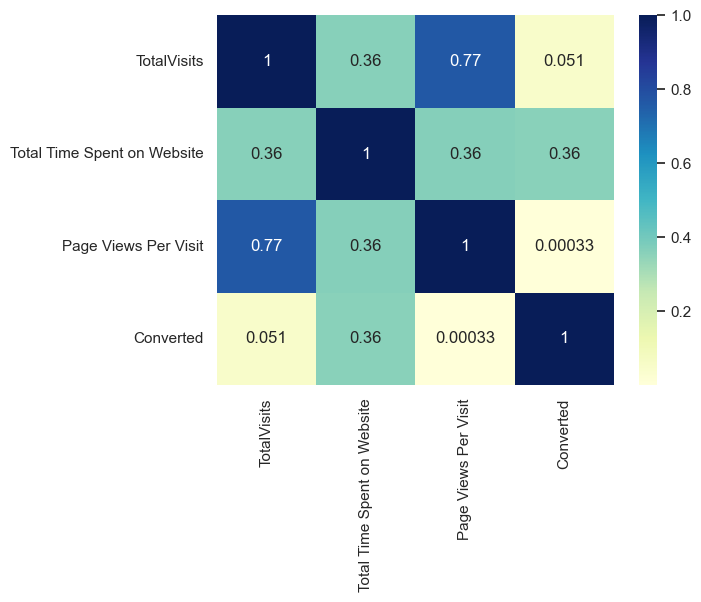 TotalVisits 1 0.36 0.77 0.051
Total Time Spent on Website 0.36 1 0.36 0.36
Page Views Per Visit 0.77 0.36 1 0.00033
Converted 0.051 0.36 0.00033 1
TotalVisits
Total Time Spent on Website
Page Views Per Visit
Converted
1.0
0.8
0.6
0.4
0.2